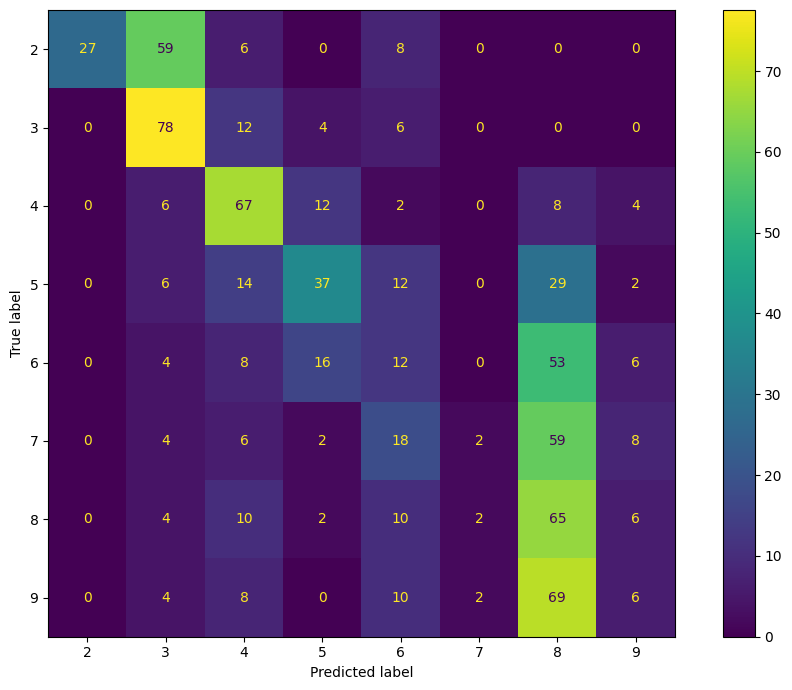 2 27 59 6 0 8 0 0 0
3 0 78 12 4 6 0 0 0
4 0 6 67 12 2 0 8 4
5 0 6 14 37 12 0 29 2
6 0 4 8 16 12 0 53 6
7 0 4 6 2 18 2 59 8
8 0 4 10 2 10 2 65 6
9 0 4 8 0 10 2 69 6
2 3 4 5 6 7 8 9
Predicted label
True label
70
60
50
40
30
20
10
0